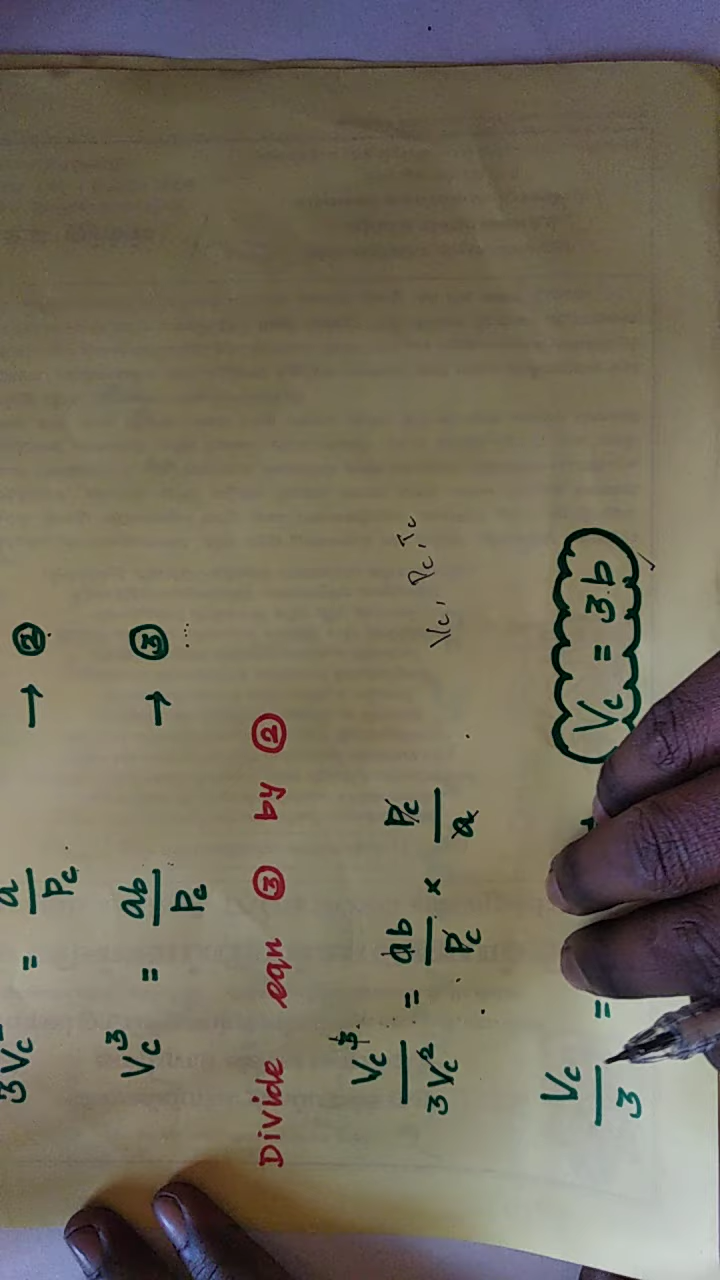 3Vc² = a/Pc → ②
Vc³ = ab/Pc → ③
Divide eqn ③ by ②
Vc³/3Vc² = ab/Pc × Pc/a
Vc, Pc, Tc
Vc/3 =
Vc = 3b